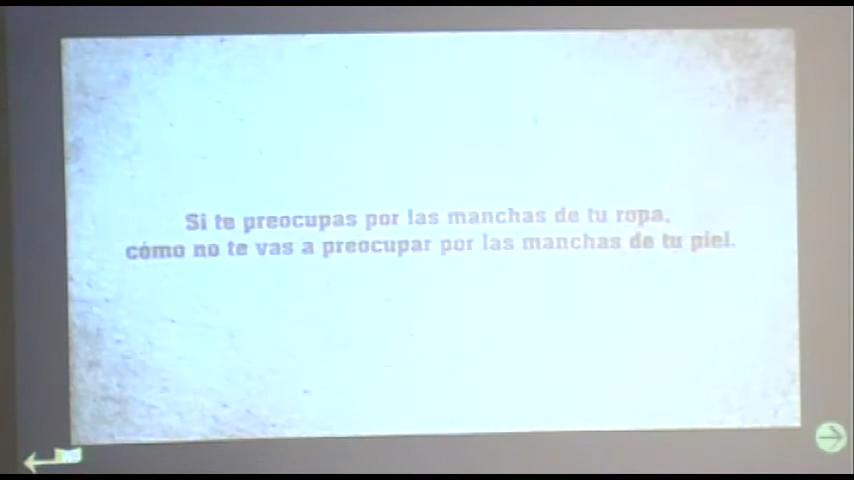 Si te preocupas por las manchas de tu ropa,
cómo no te vas a preocupar por las manchas de tu piel.